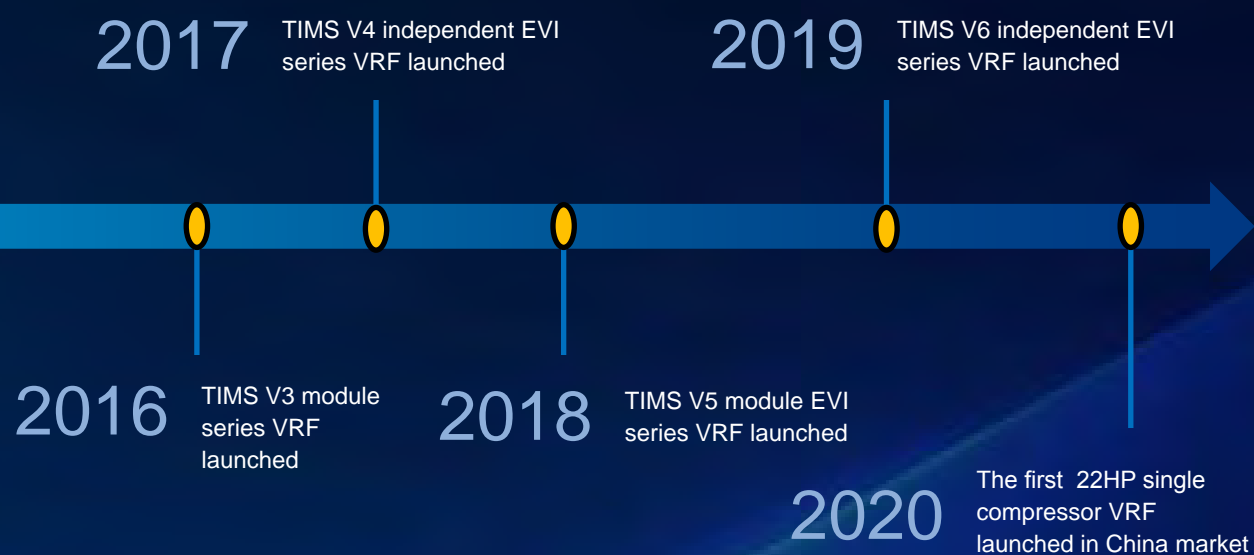 2017
TIMS V4 independent EVI
series VRF launched
2019
TIMS V6 independent EVI
series VRF launched
2016
TIMS V3 module
series VRF
launched
2018
TIMS V5 module EVI
series VRF launched
2020
The first 22HP single
compressor VRF
launched in China market